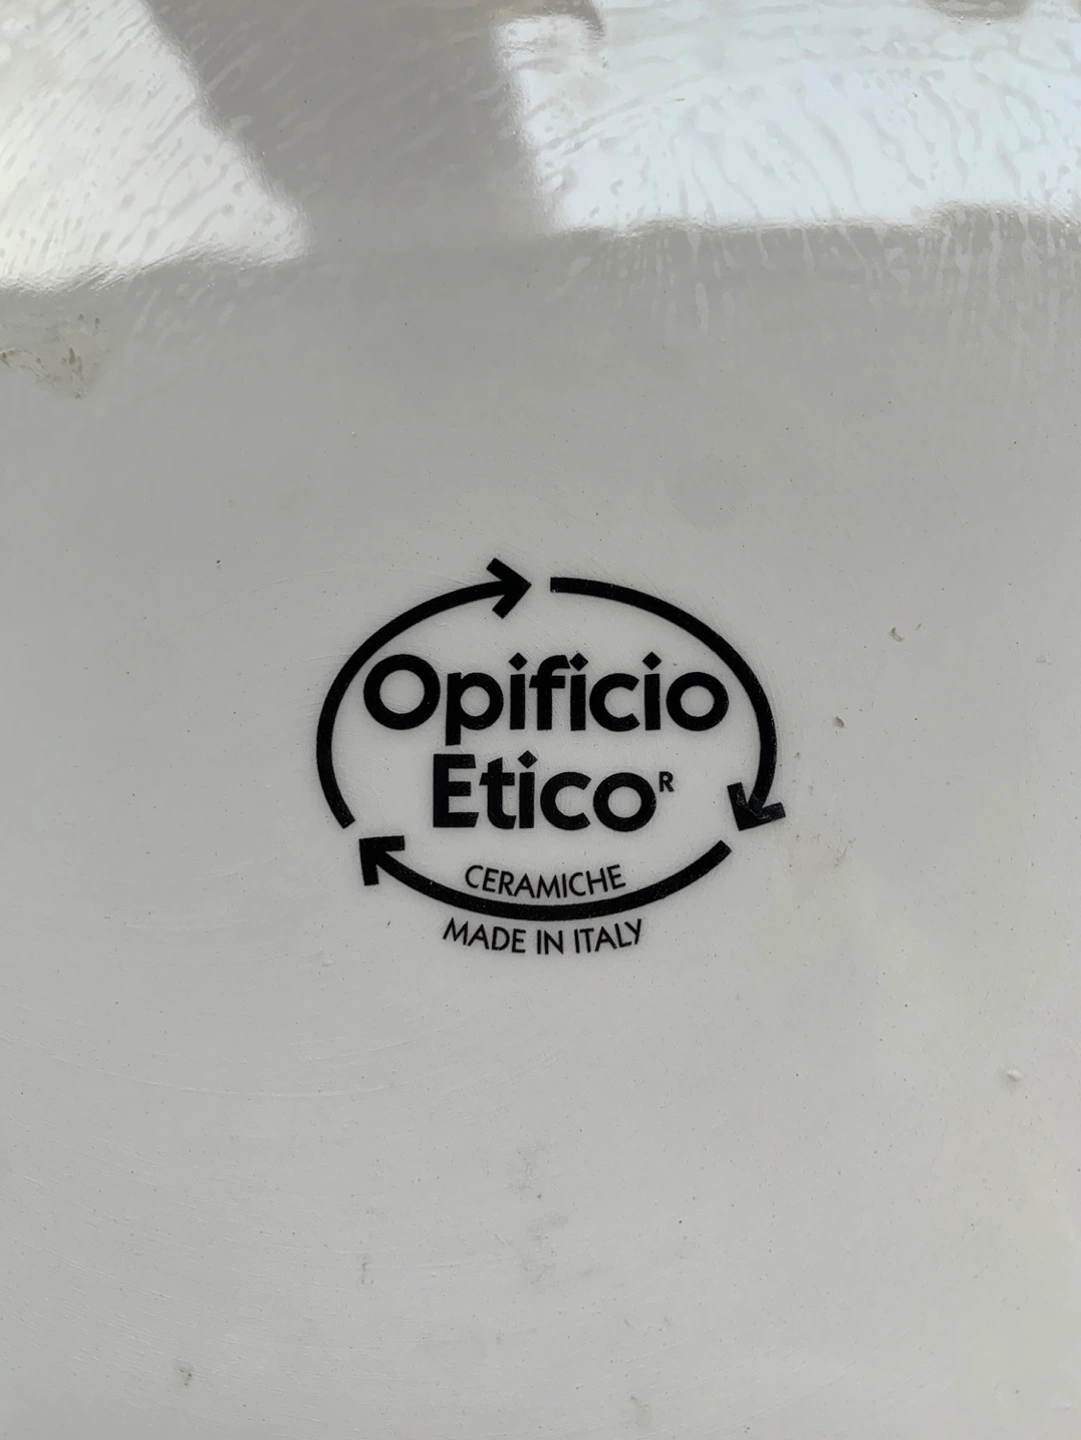 Opificio
Etico R
CERAMICHE
MADE IN ITALY